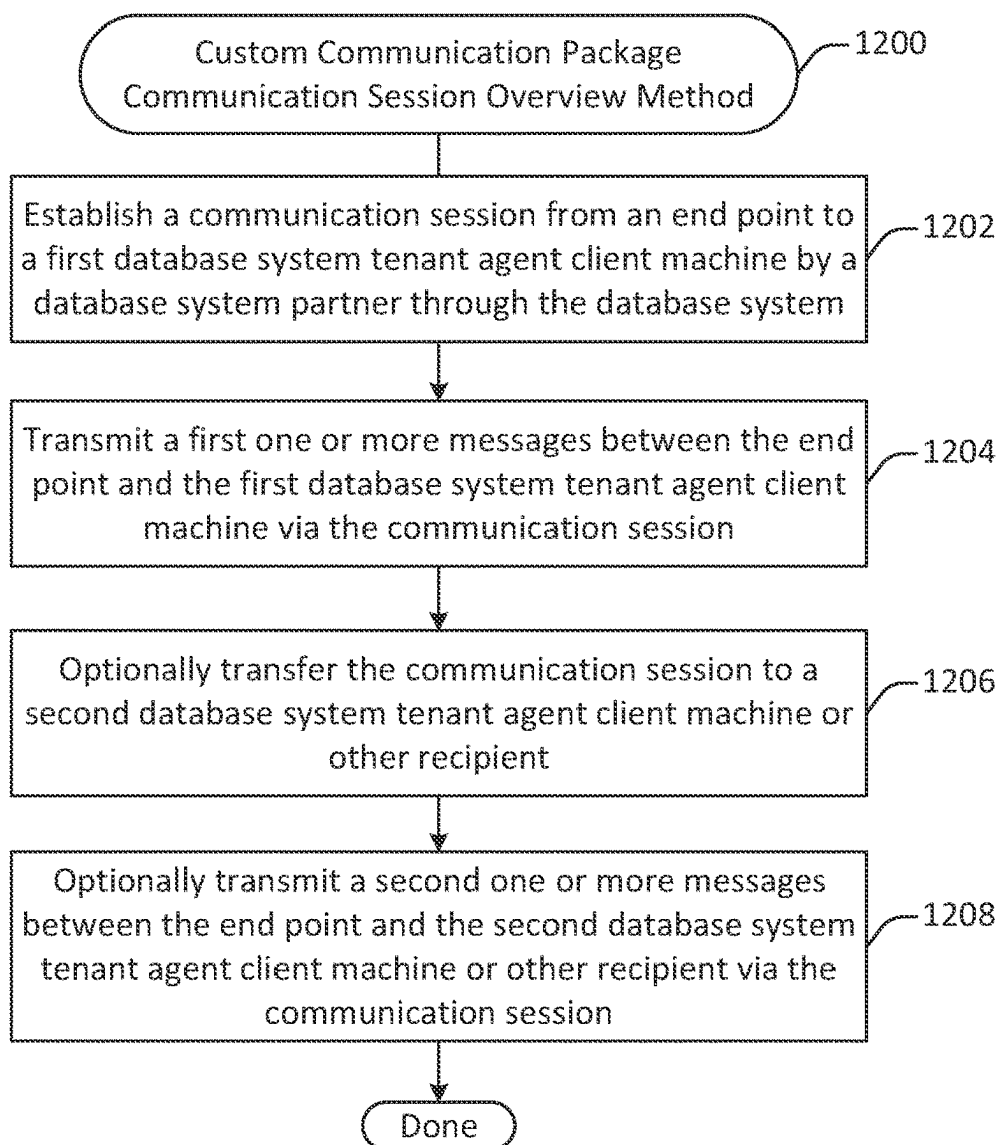 Custom Communication Package
Communication Session Overview Method
1200
Establish a communication session from an end point to
a first database system tenant agent client machine by a
database system partner through the database system
1202
Transmit a first one or more messages between the end
point and the first database system tenant agent client
machine via the communication session
1204
Optionally transfer the communication session to a
second database system tenant agent client machine or
other recipient
1206
Optionally transmit a second one or more messages
between the end point and the second database system
tenant agent client machine or other recipient via the
communication session
1208
Done